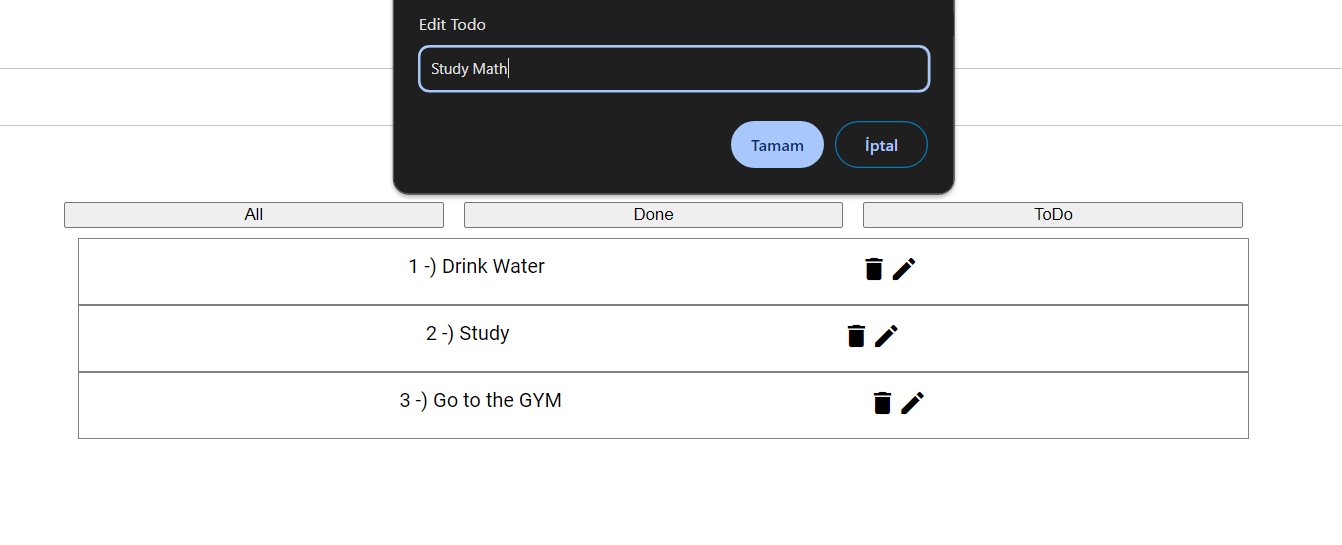 Edit Todo
Study Math
Tamam İptal
All Done ToDo
1 -) Drink Water
2 -) Study
3 -) Go to the GYM